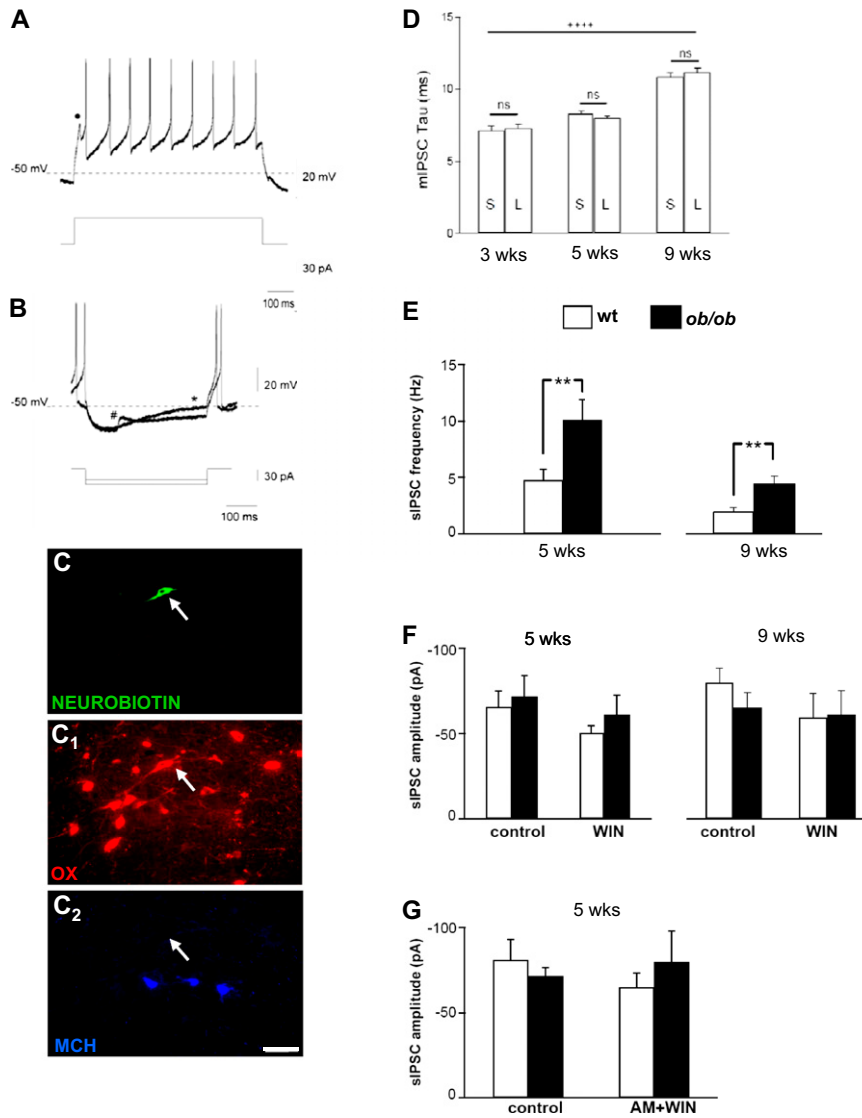 A
-50 mV
20 mV
30 pA
100 ms
B
-50 mV
20 mV
#
*
30 pA
100 ms
C
NEUROBIOTIN
C1
OX
C2
MCH
D
mIPSC Tau (ms)
15
10
5
0
++++
ns
ns
ns
S
L
S
L
S
L
3 wks
5 wks
9 wks
E
wt
ob/ob
sIPSC frequency (Hz)
15
10
5
0
**
**
5 wks
9 wks
F
5 wks
9 wks
sIPSC amplitude (pA)
-100
-50
0
control
WIN
control
WIN
G
5 wks
sIPSC amplitude (pA)
-100
-50
0
control
AM+WIN